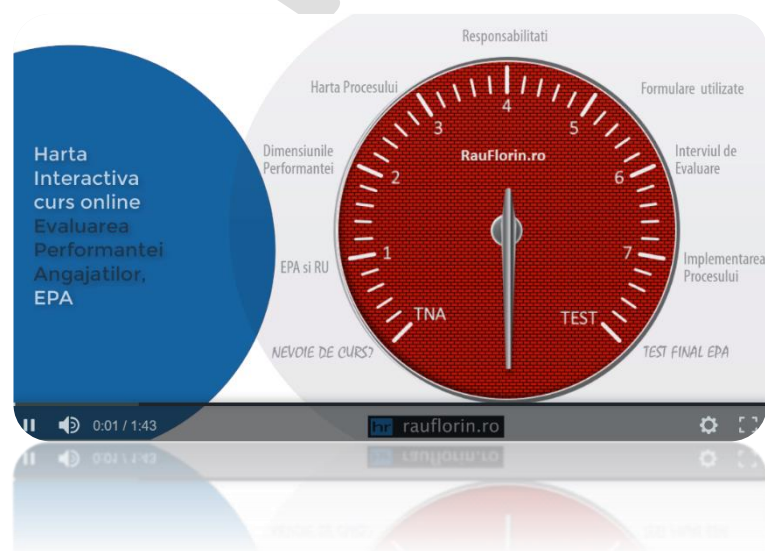 Harta
Interactiva
curs online
Evaluarea
Performantei
Angajatilor,
EPA
Responsabilitati
Harta Procesului
Formulare utilizate
Dimensiunile
Performantei
Interviul de
Evaluare
EPA si RU
Implementarea
Procesului
NEVOIE DE CURS?
TEST FINAL EPA
RauFlorin.ro
TNA
1
2
3
4
5
6
7
TEST
0:01 / 1:43
hr rauflorin.ro